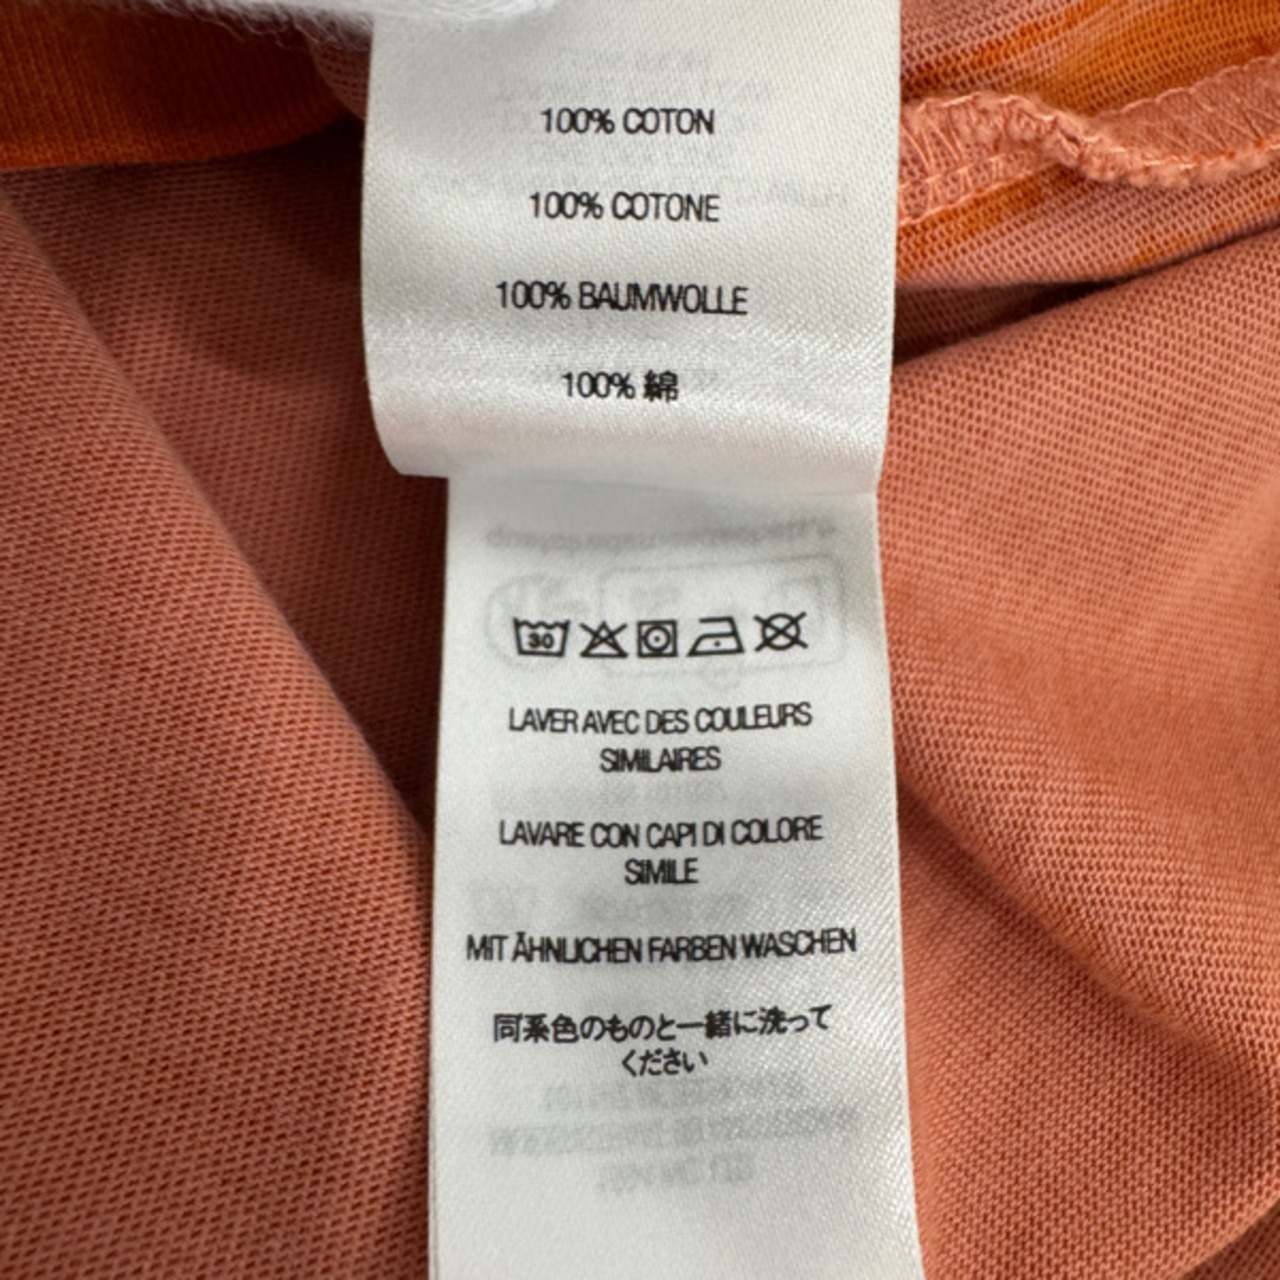 100% COTON
100% COTONE
100% BAUMWOLLE
100% 綿
30
LAVER AVEC DES COULEURS
SIMILAIRES
LAVARE CON CAPI DI COLORE
SIMILE
MIT ÄHNLICHEN FARBEN WASCHEN
同系色のものと一緒に洗って
ください